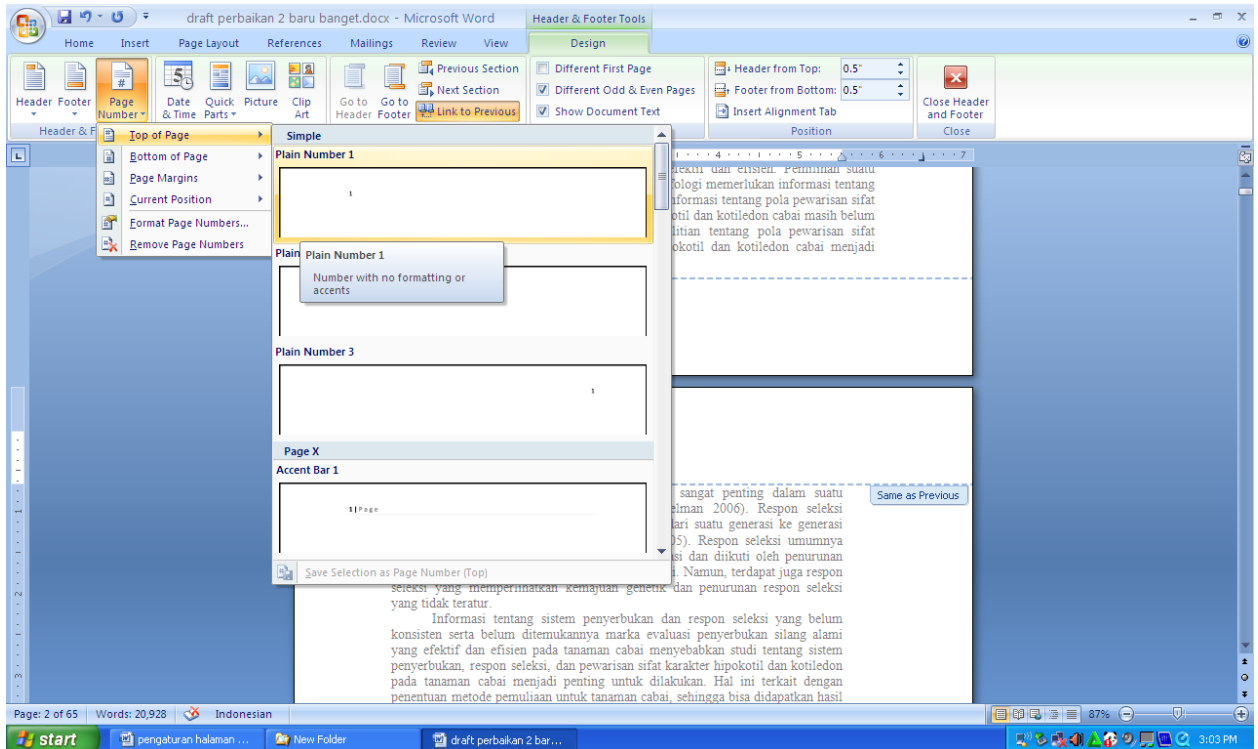 draft perbaikan 2 baru banget.docx - Microsoft Word
Header & Footer Tools
Home Insert Page Layout References Mailings Review View Design
Header Footer Page Number Date & Time Quick Parts Picture Clip Art Go to Header Go to Footer
Previous Section
Next Section
Link to Previous
Different First Page
Different Odd & Even Pages
Show Document Text
Header from Top: 0.5"
Footer from Bottom: 0.5"
Insert Alignment Tab
Close Header and Footer
Header & F
Position
Close
Top of Page
Bottom of Page
Page Margins
Current Position
Format Page Numbers...
Remove Page Numbers
Simple
Plain Number 1
1
Plain Number 1
Number with no formatting or
accents
Plain
Plain Number 3
1
Page X
Accent Bar 1
1|Page
Save Selection as Page Number (Top)
4 5 6 7
dan efisien. Pemilihan suatu
ologi memerlukan informasi tentang
nformasi tentang pola pewarisan sifat
otil dan kotiledon cabai masih belum
litian tentang pola pewarisan sifat
okotil dan kotiledon cabai menjadi
sangat penting dalam suatu
elman 2006). Respon seleksi
lari suatu generasi ke generasi
05). Respon seleksi umumnya
si dan diikuti oleh penurunan
i. Namun, terdapat juga respon
seleksi yang memperlihatkan kemajuan genetik dan penurunan respon seleksi
yang tidak teratur.
Informasi tentang sistem penyerbukan dan respon seleksi yang belum
konsisten serta belum ditemukannya marka evaluasi penyerbukan silang alami
yang efektif dan efisien pada tanaman cabai menyebabkan studi tentang sistem
penyerbukan, respon seleksi, dan pewarisan sifat karakter hipokotil dan kotiledon
pada tanaman cabai menjadi penting untuk dilakukan. Hal ini terkait dengan
penentuan metode pemuliaan untuk tanaman cabai, sehingga bisa didapatkan hasil
Same as Previous
Page: 2 of 65 Words: 20,928 Indonesian 87%
start pengaturan halaman ... New Folder draft perbaikan 2 bar... 3:03 PM